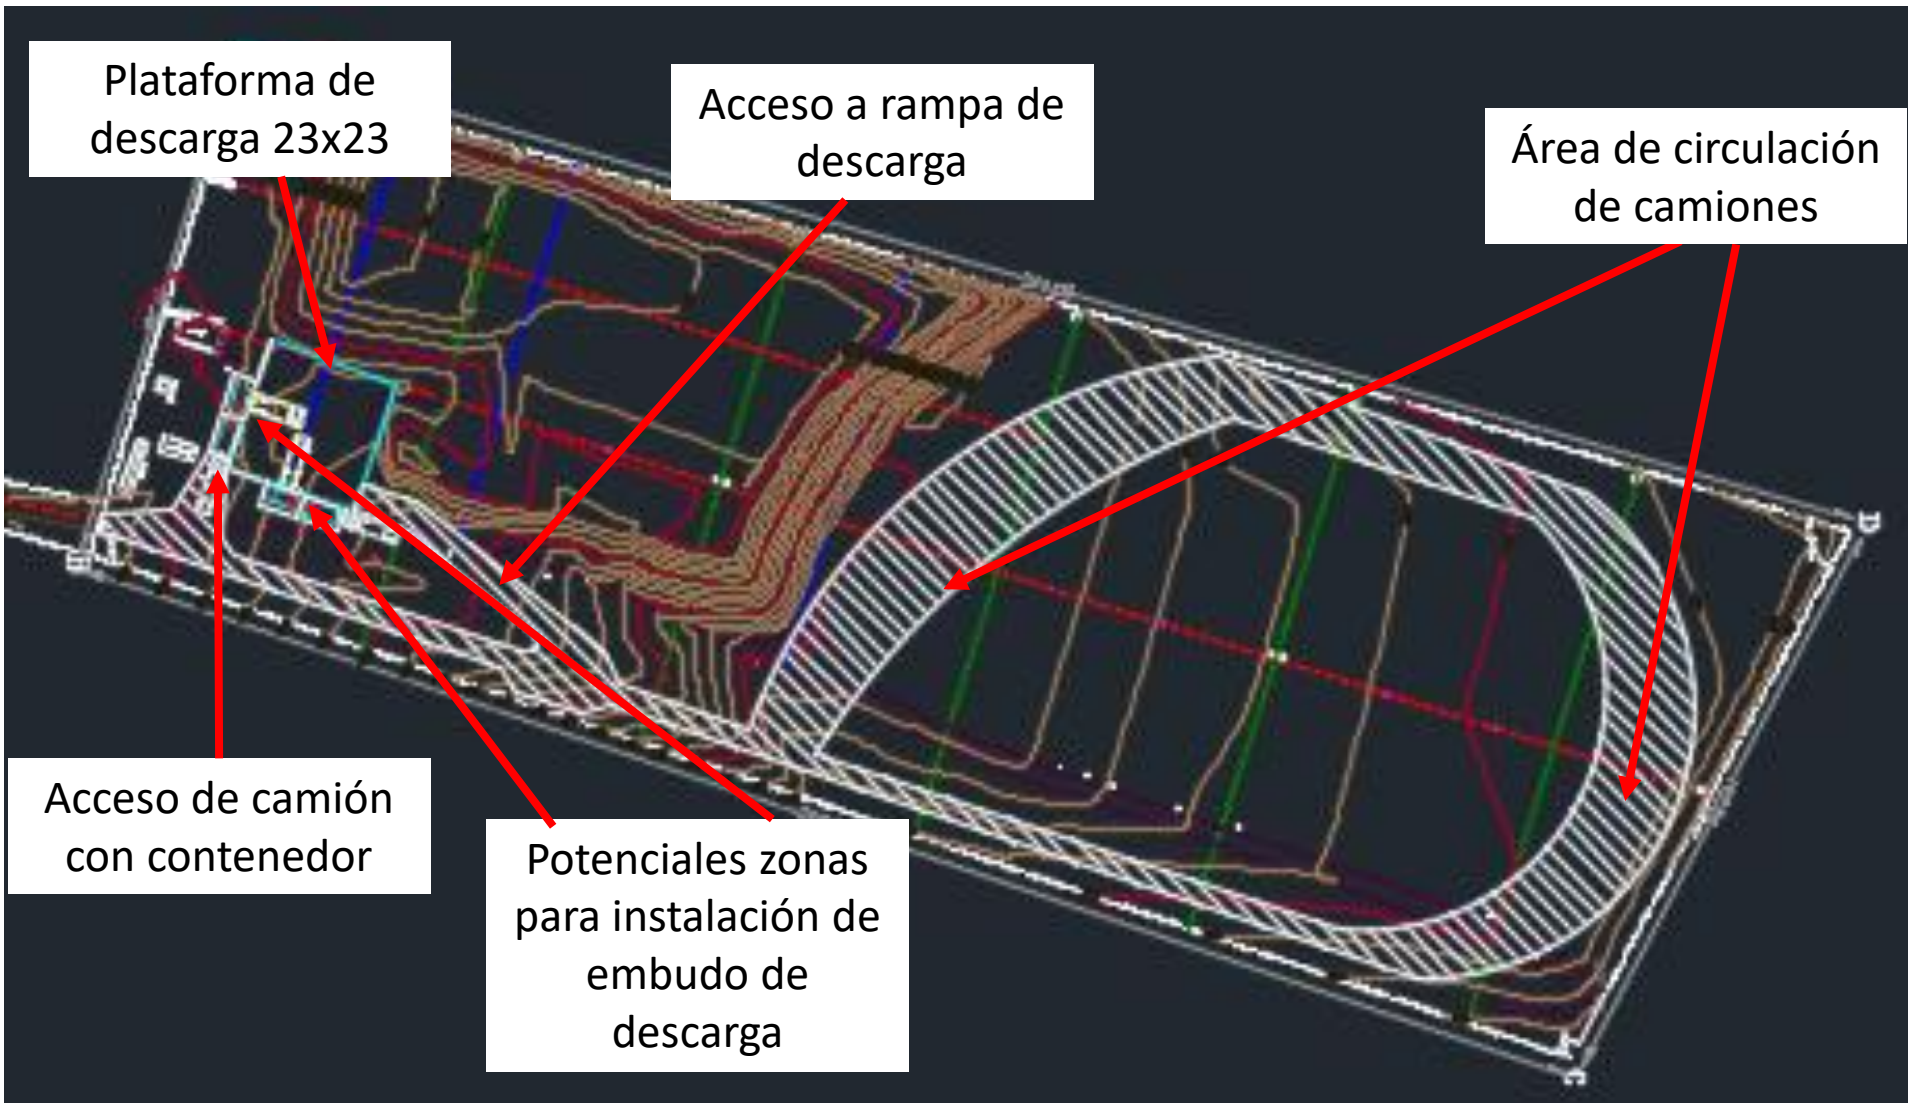 Plataforma de
descarga 23x23
Acceso a rampa de
descarga
Área de circulación
de camiones
Acceso de camión
con contenedor
Potenciales zonas
para instalación de
embudo de
descarga
D
C